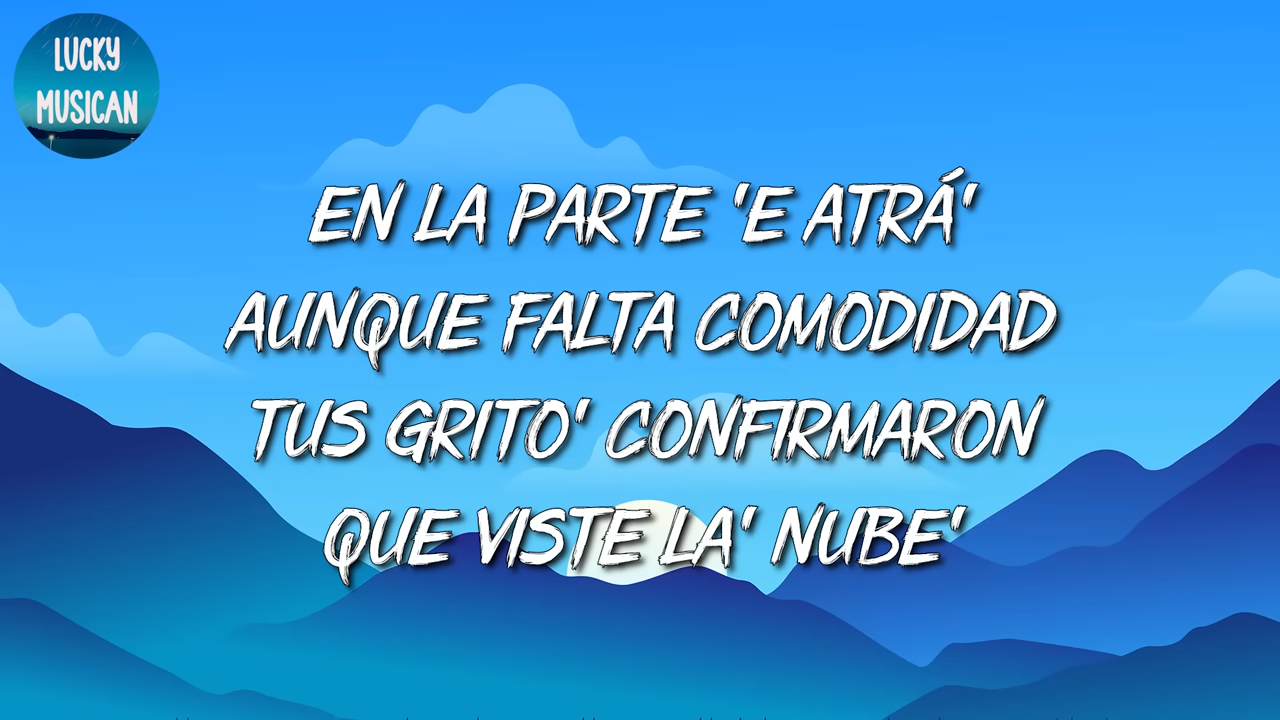 LUCKY
MUSICAN
EN LA PARTE 'E ATRÁ'
AUNQUE FALTA COMODIDAD
TUS GRITO' CONFIRMARON
QUE VISTE LA' NUBE'